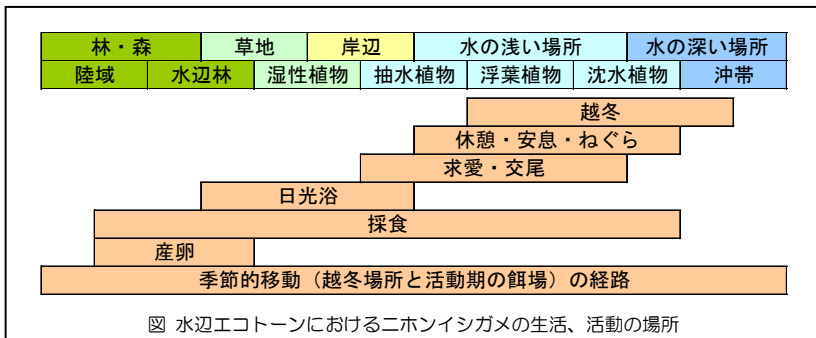 林・森 草地 岸辺 水の浅い場所 水の深い場所
陸域 水辺林 湿性植物 抽水植物 浮葉植物 沈水植物 沖帯
越冬
休憩・安息・ねぐら
求愛・交尾
日光浴
採食
産卵
季節的移動（越冬場所と活動期の餌場）の経路
図 水辺エコトーンにおけるニホンイシガメの生活、活動の場所